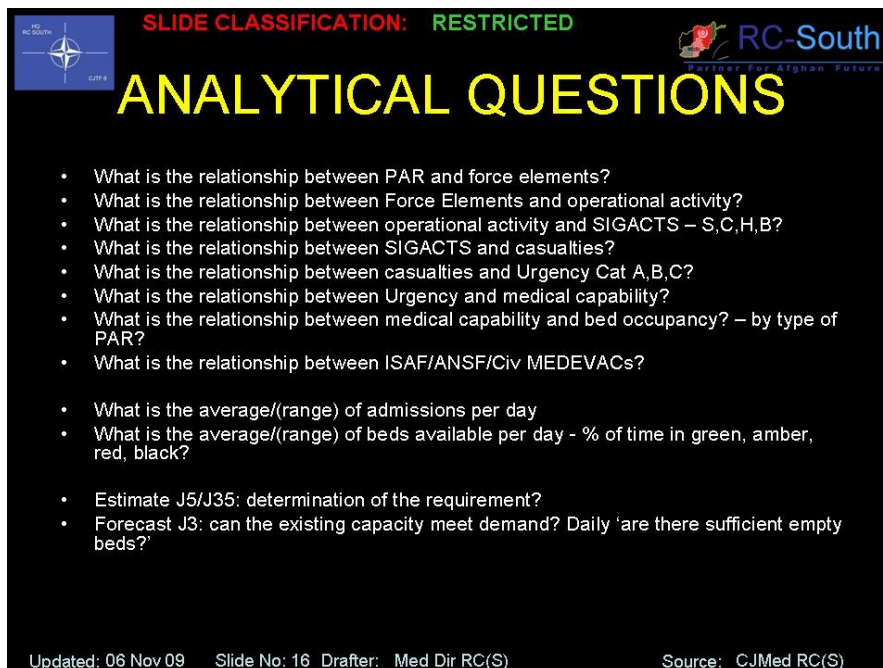 HQ
RC SOUTH
CJTF 6
SLIDE CLASSIFICATION: RESTRICTED
RC-South
Partner For Afghan Future
ANALYTICAL QUESTIONS
• What is the relationship between PAR and force elements?
• What is the relationship between Force Elements and operational activity?
• What is the relationship between operational activity and SIGACTS – S,C,H,B?
• What is the relationship between SIGACTS and casualties?
• What is the relationship between casualties and Urgency Cat A,B,C?
• What is the relationship between Urgency and medical capability?
• What is the relationship between medical capability and bed occupancy? – by type of
PAR?
• What is the relationship between ISAF/ANSF/Civ MEDEVACs?
• What is the average/(range) of admissions per day
• What is the average/(range) of beds available per day - % of time in green, amber,
red, black?
• Estimate J5/J35: determination of the requirement?
• Forecast J3: can the existing capacity meet demand? Daily ‘are there sufficient empty
beds?’
Updated: 06 Nov 09 Slide No: 16 Drafter: Med Dir RC(S) Source: CJMed RC(S)